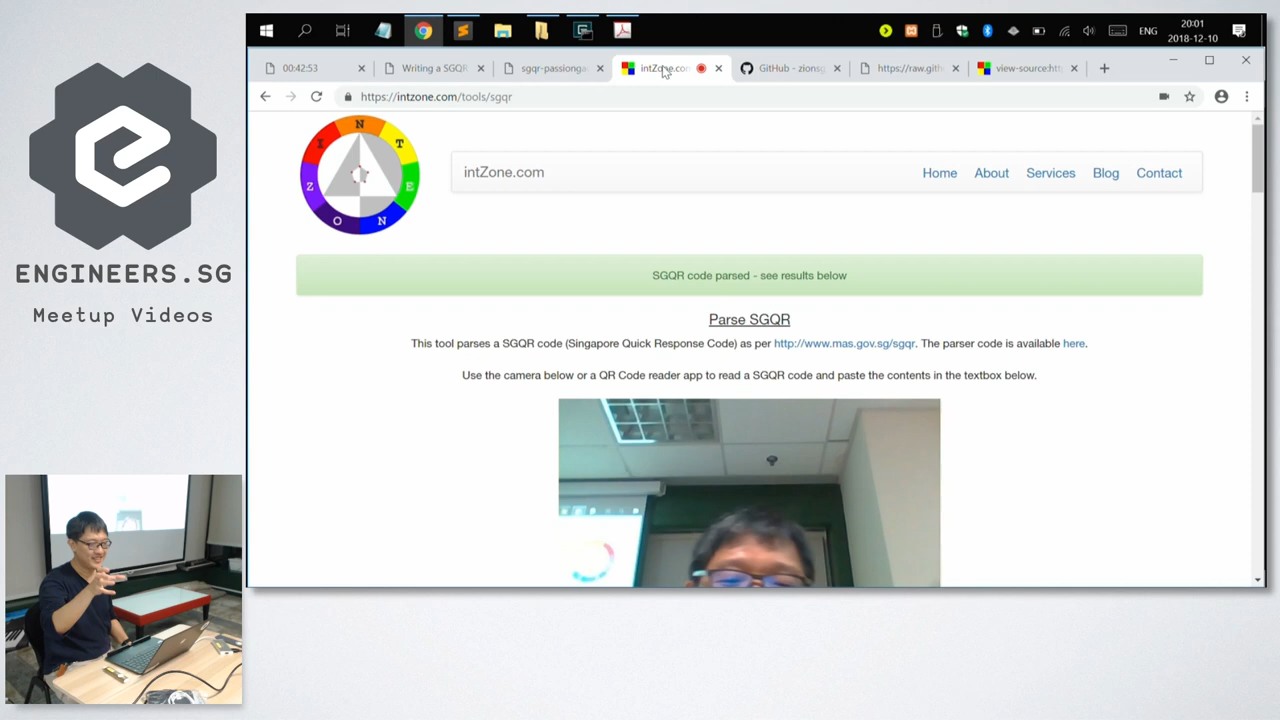 ENGINEERS.SG
Meetup Videos
20:01
ENG
2018-12-10
00:42:53
Writing a SGQR
sgqr-passionga
intZone.com
GitHub - zions
https://raw.gith
view-source:htt
https://intzone.com/tools/sgqr
I N T E N O Z
intZone.com
Home About Services Blog Contact
SGQR code parsed - see results below
Parse SGQR
This tool parses a SGQR code (Singapore Quick Response Code) as per http://www.mas.gov.sg/sgqr. The parser code is available here.
Use the camera below or a QR Code reader app to read a SGQR code and paste the contents in the textbox below.